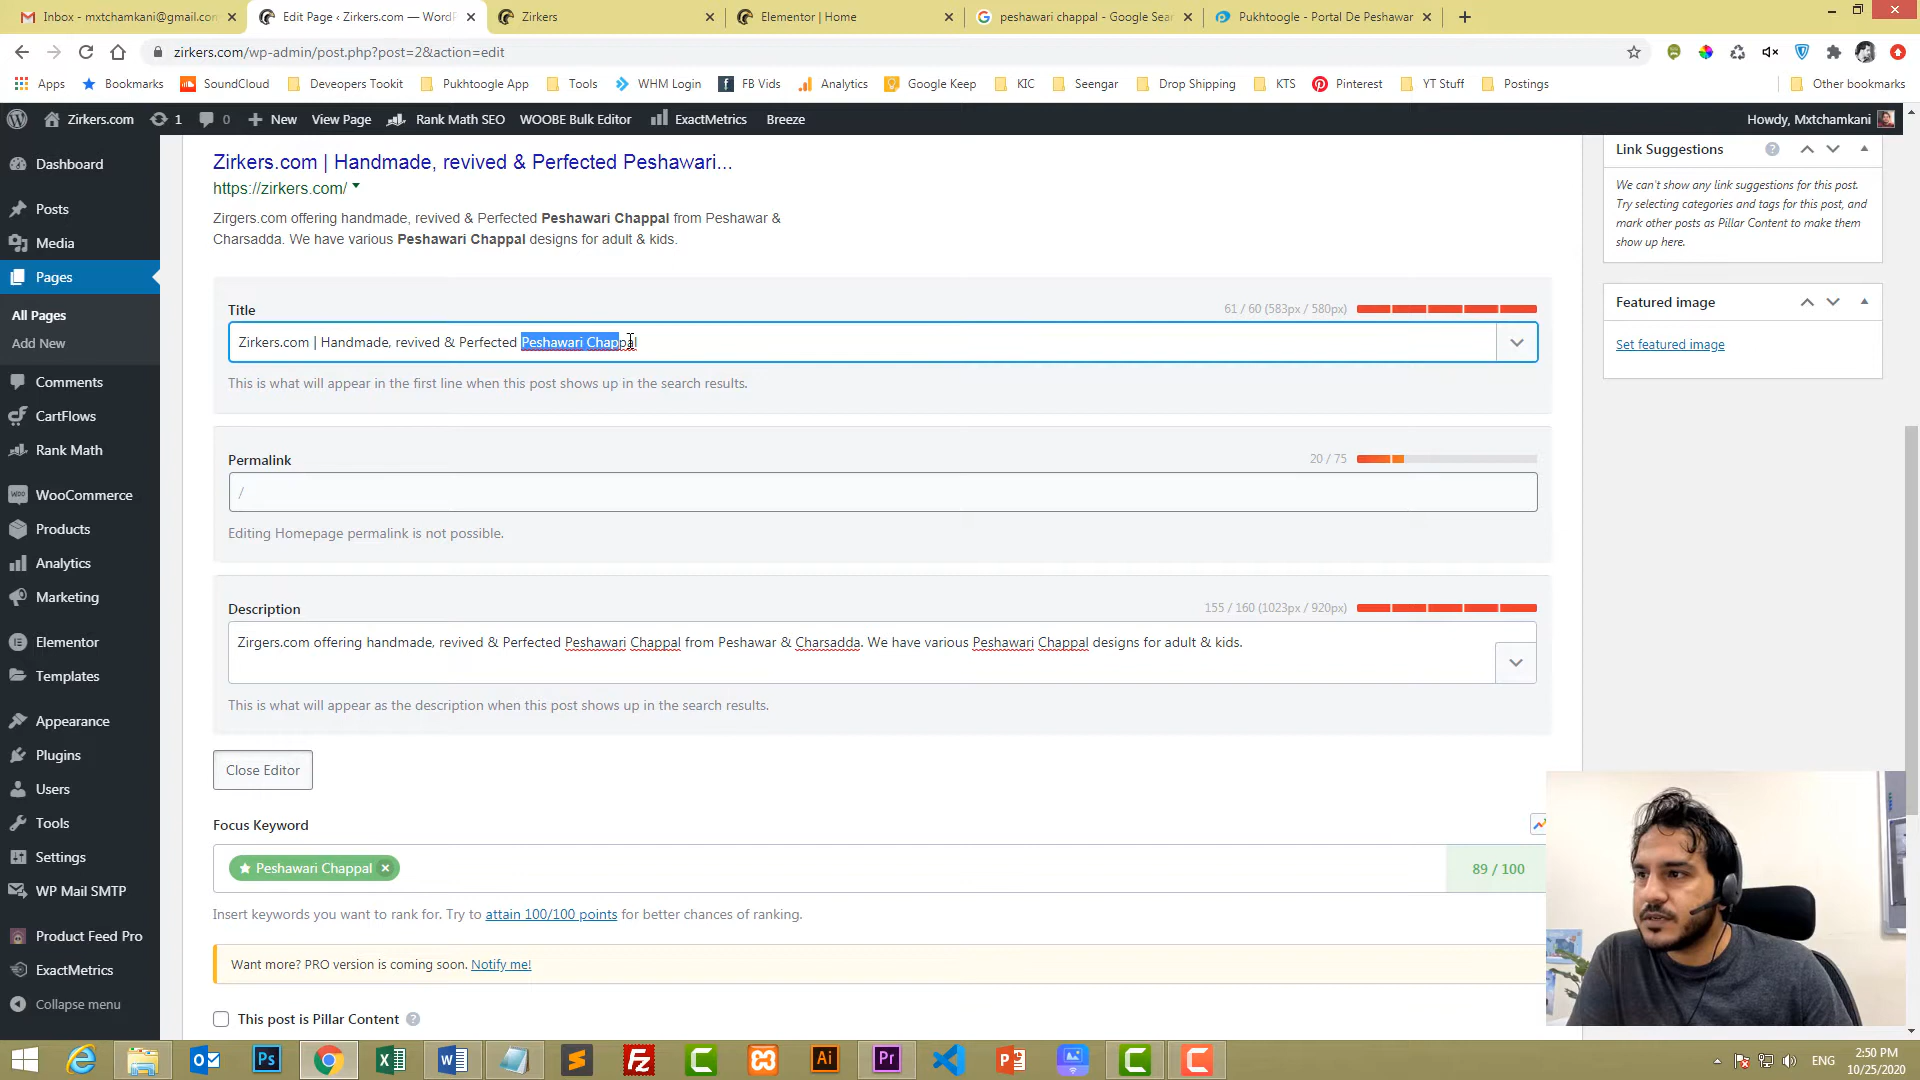 Inbox - mxtchamkani@gmail.com
Edit Page ‹ Zirkers.com — WordP
Zirkers
Elementor | Home
peshawari chappal - Google Sear
Pukhtoogle - Portal De Peshawar
zirkers.com/wp-admin/post.php?post=2&action=edit
Apps
Bookmarks
SoundCloud
Deveopers Tookit
Pukhtoogle App
Tools
WHM Login
FB Vids
Analytics
Google Keep
KIC
Seengar
Drop Shipping
KTS
Pinterest
YT Stuff
Postings
Other bookmarks
Zirkers.com
1
0
New
View Page
Rank Math SEO
WOOBE Bulk Editor
ExactMetrics
Breeze
Howdy, Mxtchamkani
Dashboard
Posts
Media
Pages
All Pages
Add New
Comments
CartFlows
Rank Math
WooCommerce
Products
Analytics
Marketing
Elementor
Templates
Appearance
Plugins
Users
Tools
Settings
WP Mail SMTP
Product Feed Pro
ExactMetrics
Collapse menu
Zirkers.com | Handmade, revived & Perfected Peshawari...
https://zirkers.com/
Zirgers.com offering handmade, revived & Perfected Peshawari Chappal from Peshawar &
Charsadda. We have various Peshawari Chappal designs for adult & kids.
Title
61 / 60 (583px / 580px)
Zirkers.com | Handmade, revived & Perfected Peshawari Chappal
This is what will appear in the first line when this post shows up in the search results.
Permalink
20 / 75
/
Editing Homepage permalink is not possible.
Description
155 / 160 (1023px / 920px)
Zirgers.com offering handmade, revived & Perfected Peshawari Chappal from Peshawar & Charsadda. We have various Peshawari Chappal designs for adult & kids.
This is what will appear as the description when this post shows up in the search results.
Close Editor
Focus Keyword
Peshawari Chappal
89 / 100
Insert keywords you want to rank for. Try to attain 100/100 points for better chances of ranking.
Want more? PRO version is coming soon. Notify me!
This post is Pillar Content
Link Suggestions
We can't show any link suggestions for this post.
Try selecting categories and tags for this post, and
mark other posts as Pillar Content to make them
show up here.
Featured image
Set featured image
ENG
2:50 PM
10/25/2020